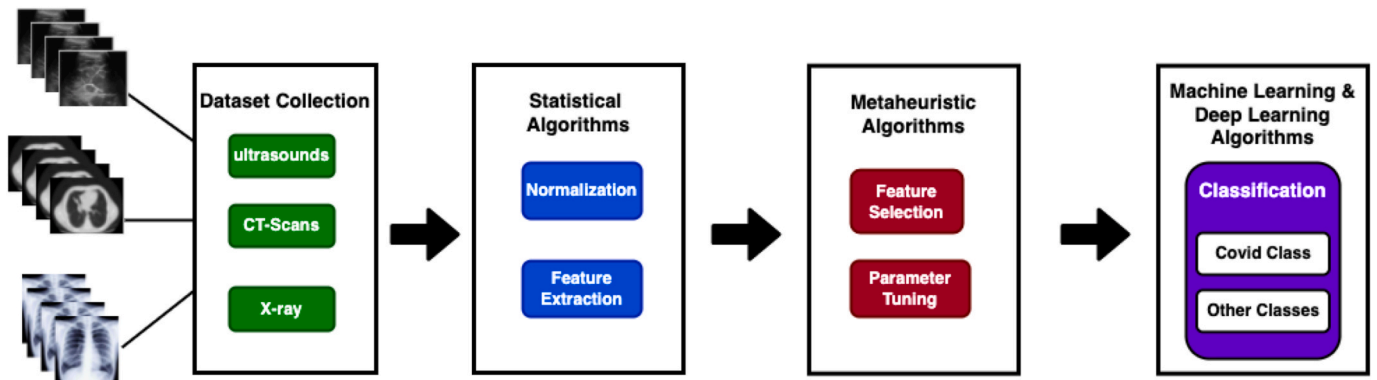 Dataset Collection
ultrasounds
CT-Scans
X-ray
Statistical
Algorithms
Normalization
Feature
Extraction
Metaheuristic
Algorithms
Feature
Selection
Parameter
Tuning
Machine Learning &
Deep Learning
Algorithms
Classification
Covid Class
Other Classes